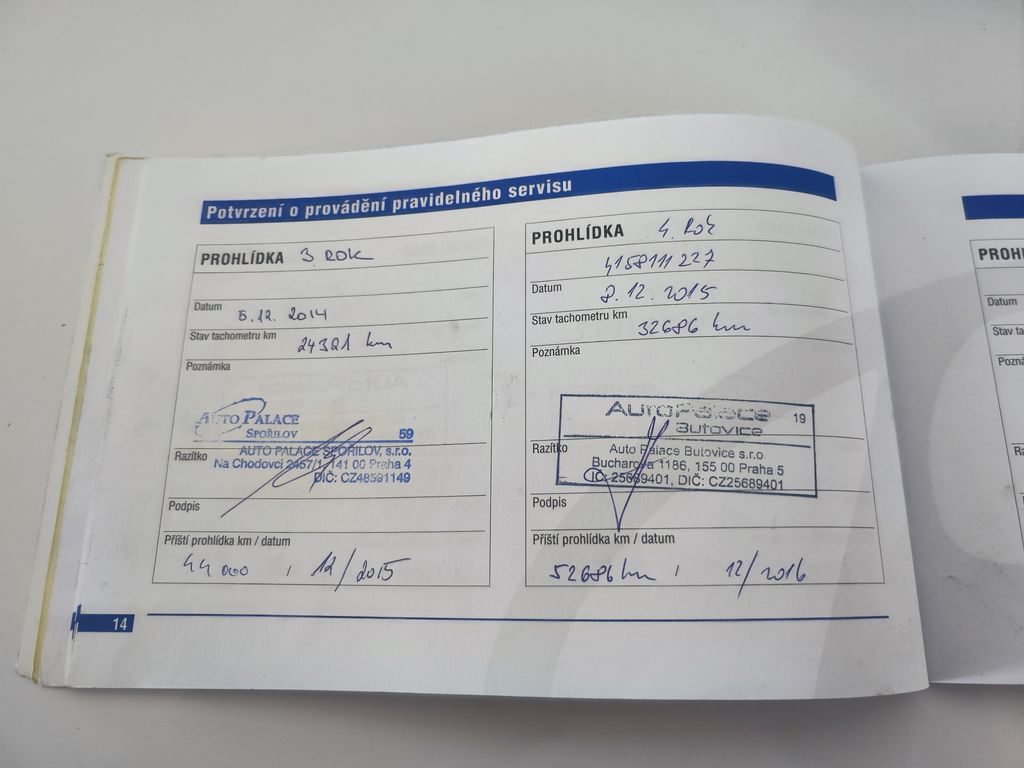 Potvrzení o provádění pravidelného servisu
PROHLÍDKA 3. ROK
Datum 5.12. 2014
Stav tachometru km 24321 km
Poznámka
AUTO PALACE
SPOŘILOV 59
Razítko AUTO PALACE SPOŘILOV, s.r.o.
Na Chodovci 2457/1, 141 00 Praha 4
DIČ: CZ48591149
Podpis
Příští prohlídka km / datum
44 000 , 12/2015
PROHLÍDKA 4. Rok
4158111227
Datum 8.12. 2015
Stav tachometru km 32686 km
Poznámka
AutoPalace 19
Butovice
Razítko Auto Palace Butovice s.r.o.
Bucharova 1186, 155 00 Praha 5
IČ: 25689401, DIČ: CZ25689401
Podpis
Příští prohlídka km / datum
52686 km , 12/2016
14
PROH
Datum
Stav ta
Pozná